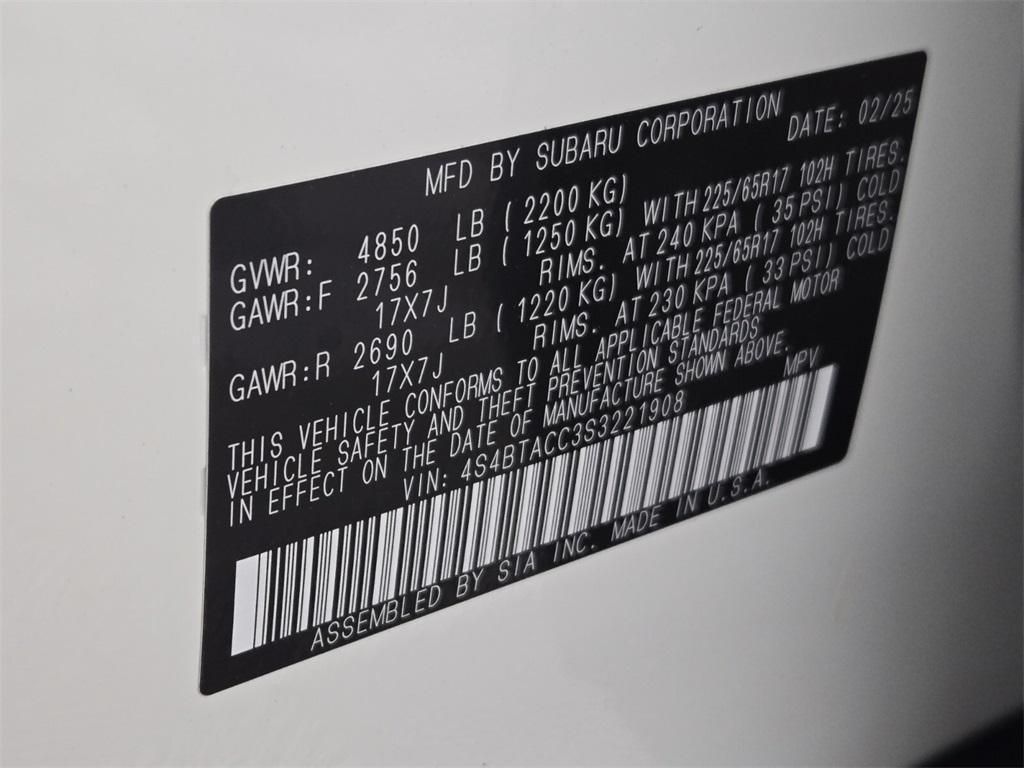 MFD BY SUBARU CORPORATION DATE: 02/25
GVWR: 4850 LB ( 2200 KG)
GAWR:F 2756 LB ( 1250 KG) WITH 225/65R17 102H TIRES.
17X7J RIMS. AT 240 KPA ( 35 PSI) COLD
GAWR:R 2690 LB ( 1220 KG) WITH 225/65R17 102H TIRES.
17X7J RIMS. AT 230 KPA ( 33 PSI) COLD
THIS VEHICLE CONFORMS TO ALL APPLICABLE FEDERAL MOTOR
VEHICLE SAFETY AND THEFT PREVENTION STANDARDS
IN EFFECT ON THE DATE OF MANUFACTURE SHOWN ABOVE.
VIN: 4S4BTACC3S3221908 MPV
ASSEMBLED BY SIA INC. MADE IN U.S.A.